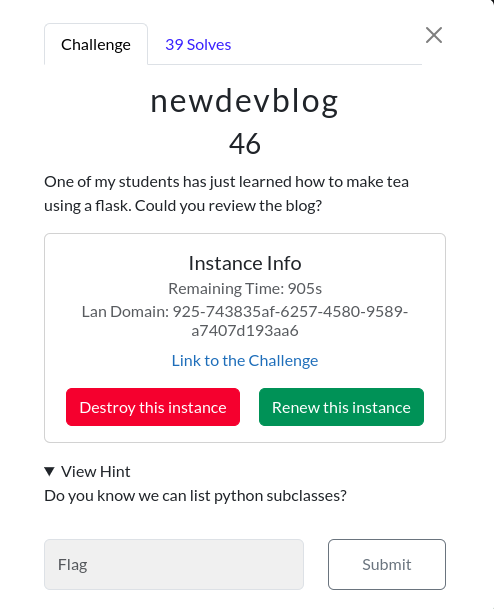 Challenge
39 Solves
newdevblog
46
One of my students has just learned how to make tea
using a flask. Could you review the blog?
Instance Info
Remaining Time: 905s
Lan Domain: 925-743835af-6257-4580-9589-
a7407d193aa6
Link to the Challenge
Destroy this instance
Renew this instance
View Hint
Do you know we can list python subclasses?
Flag
Submit